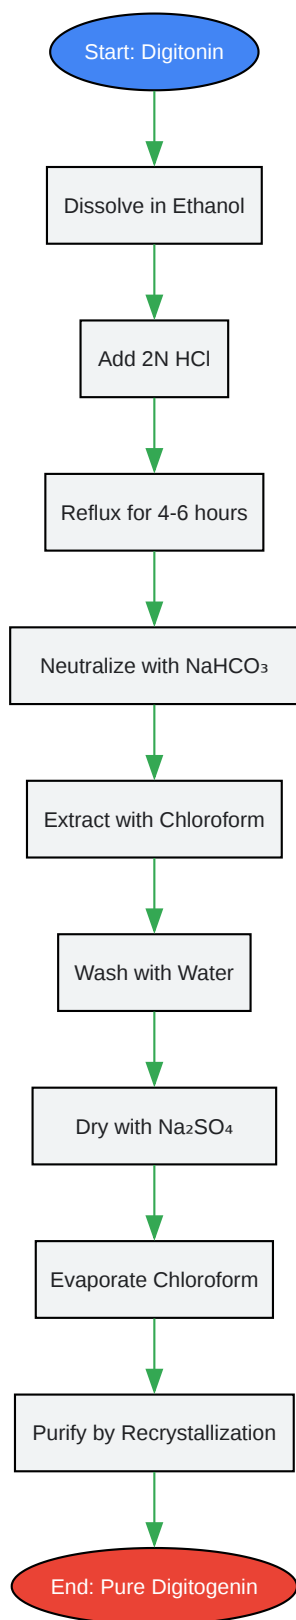 Start: Digitonin
Dissolve in Ethanol
Add 2N HCl
Reflux for 4-6 hours
Neutralize with NaHCO₃
Extract with Chloroform
Wash with Water
Dry with Na₂SO₄
Evaporate Chloroform
Purify by Recrystallization
End: Pure Digitogenin